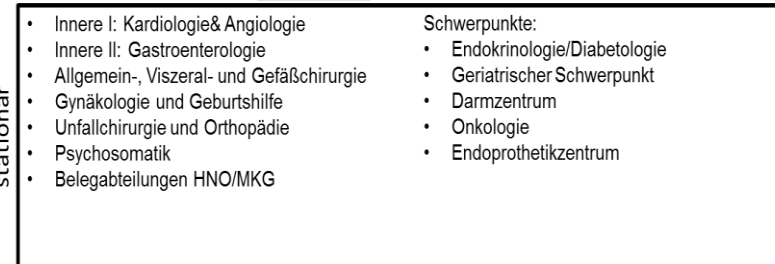 stationär
Innere I: Kardiologie& Angiologie
Innere II: Gastroenterologie
Allgemein-, Viszeral- und Gefäßchirurgie
Gynäkologie und Geburtshilfe
Unfallchirurgie und Orthopädie
Psychosomatik
Belegabteilungen HNO/MKG
Schwerpunkte:
Endokrinologie/Diabetologie
Geriatrischer Schwerpunkt
Darmzentrum
Onkologie
Endoprothetikzentrum